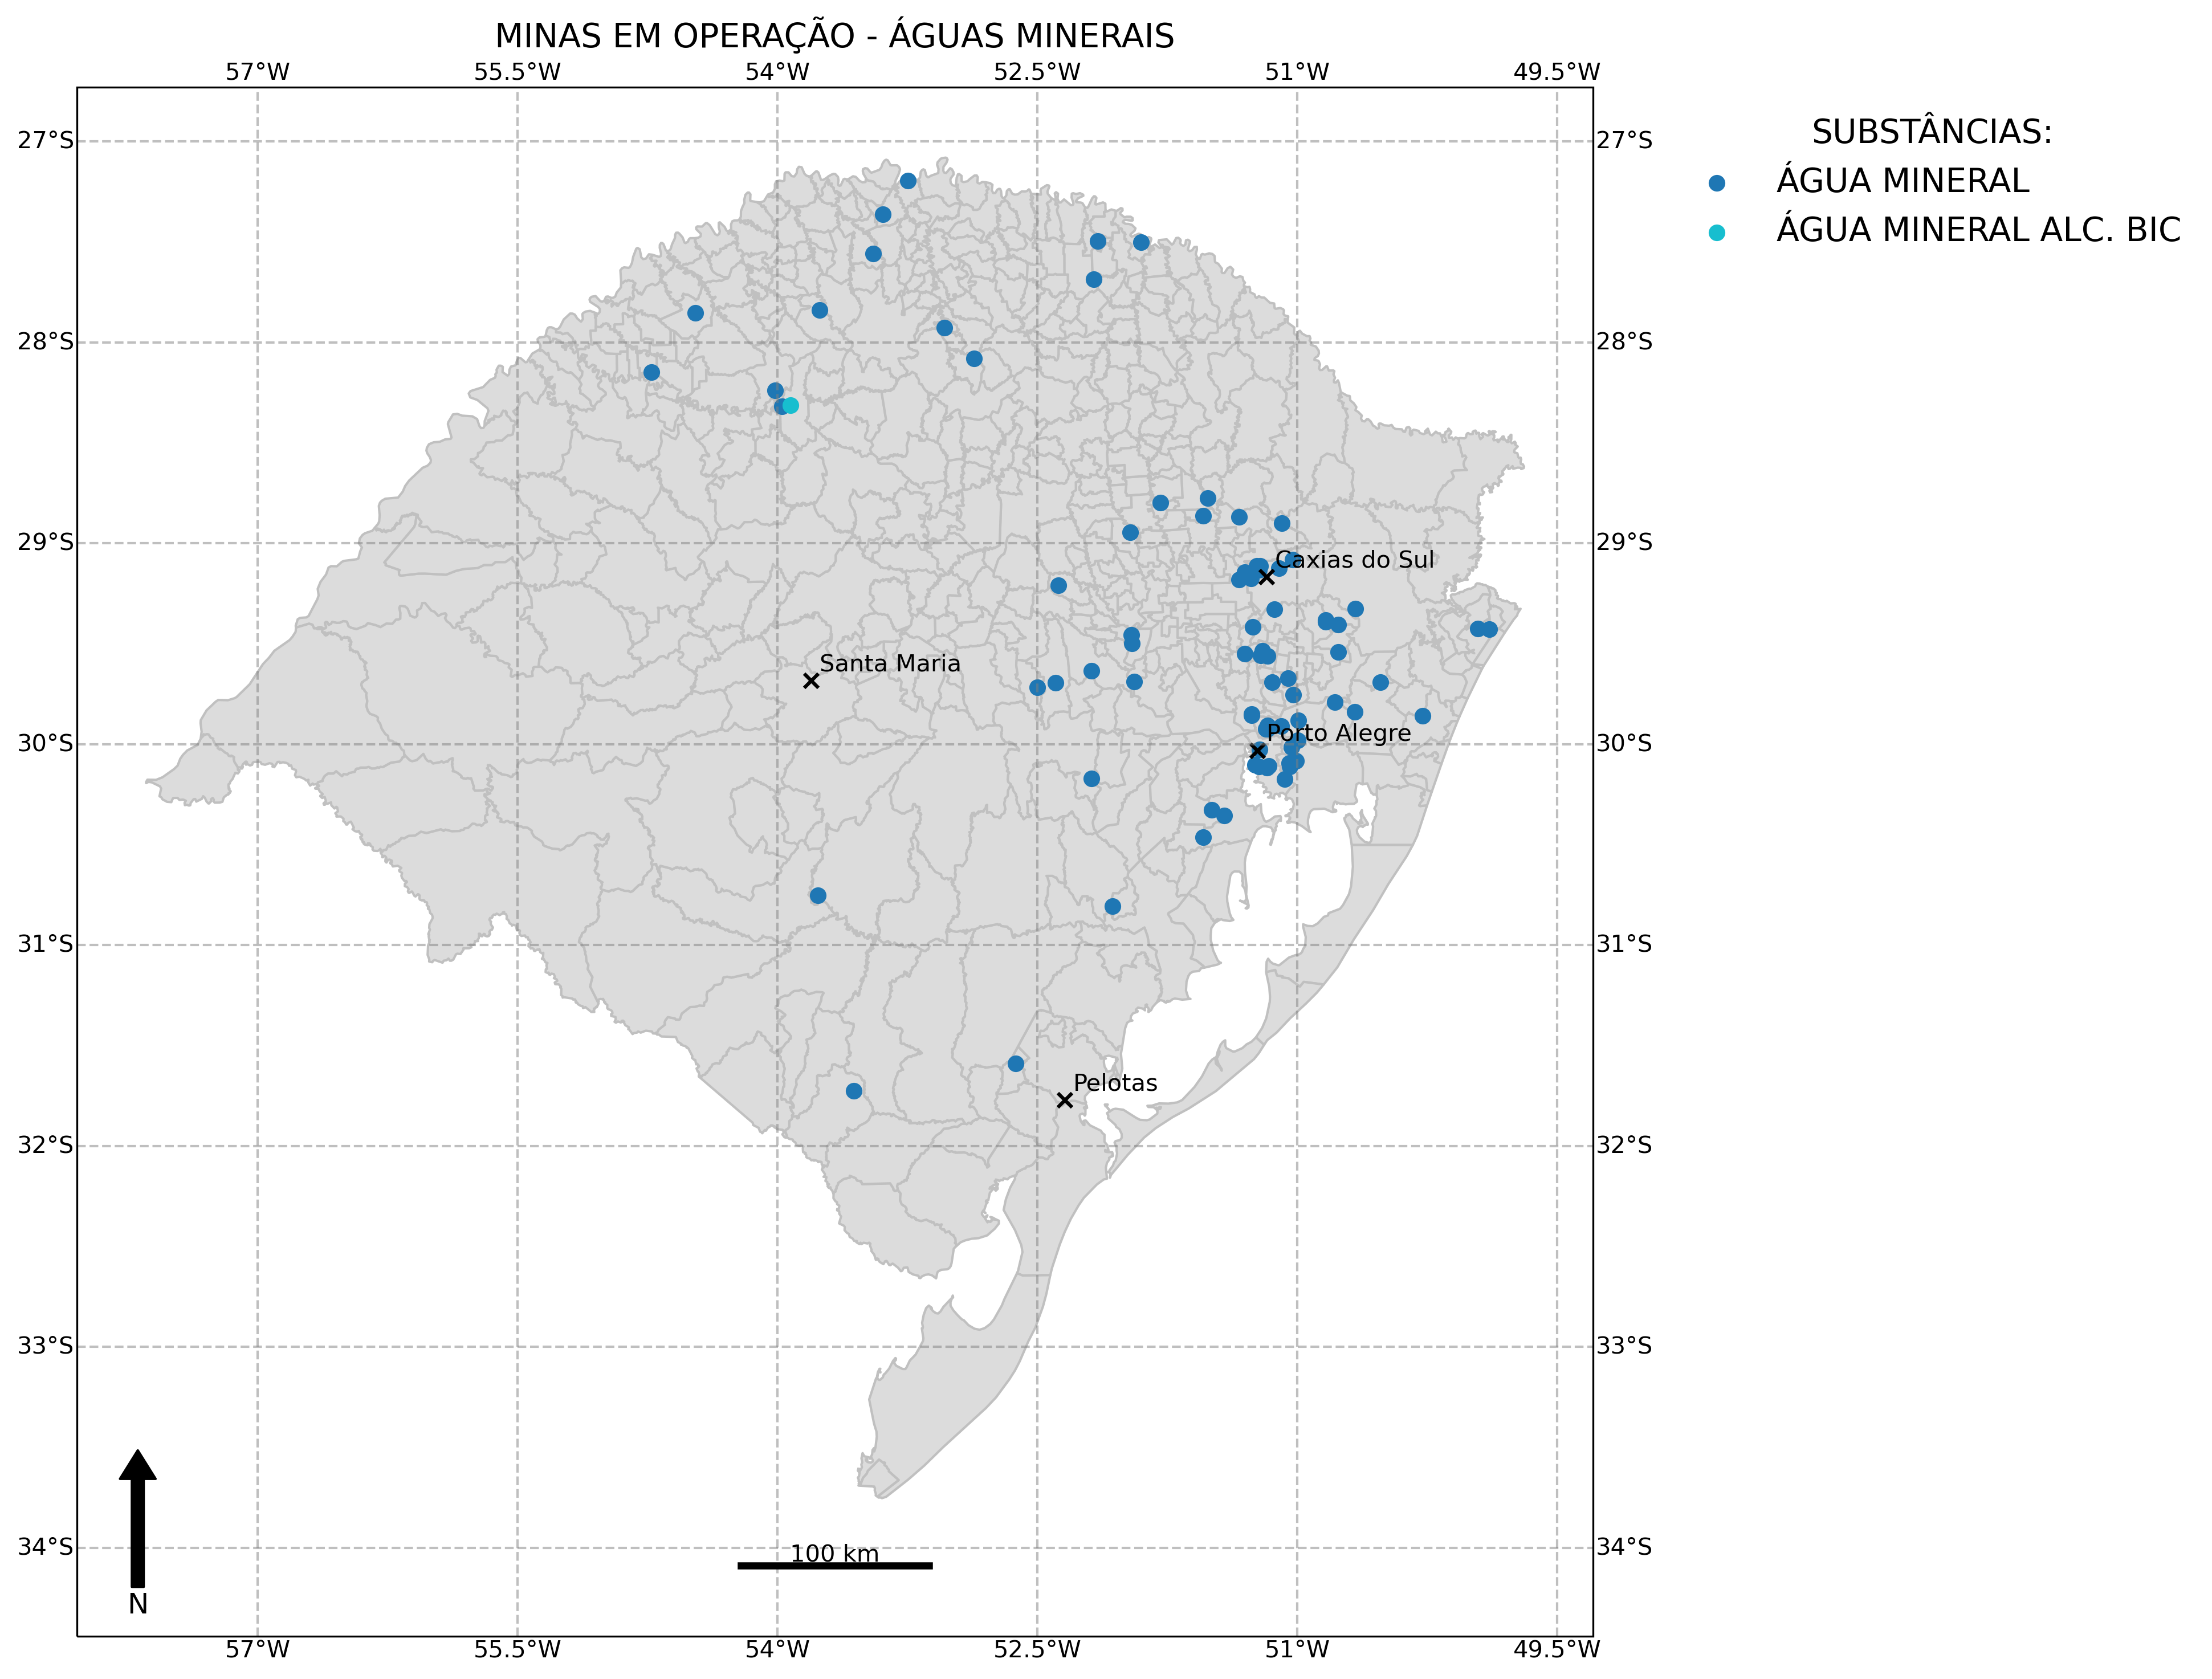 MINAS EM OPERAÇÃO - ÁGUAS MINERAIS
57°W 55.5°W 54°W 52.5°W 51°W 49.5°W
SUBSTÂNCIAS:
ÁGUA MINERAL
ÁGUA MINERAL ALC. BIC
27°S 27°S
28°S 28°S
29°S 29°S
Caxias do Sul
Santa Maria
Porto Alegre
30°S 30°S
31°S 31°S
Pelotas
32°S 32°S
33°S 33°S
34°S 34°S
100 km
N
57°W 55.5°W 54°W 52.5°W 51°W 49.5°W